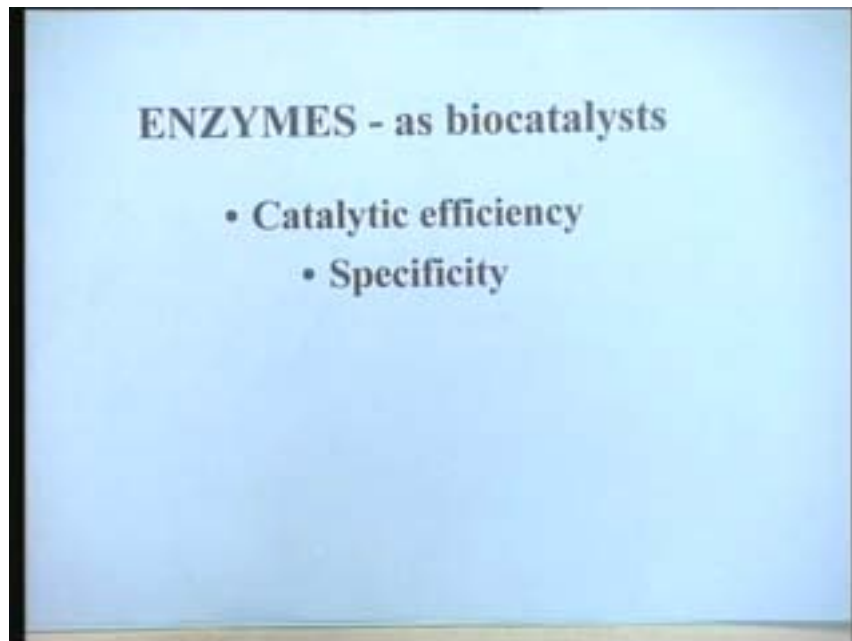 ENZYMES - as biocatalysts
• Catalytic efficiency
• Specificity